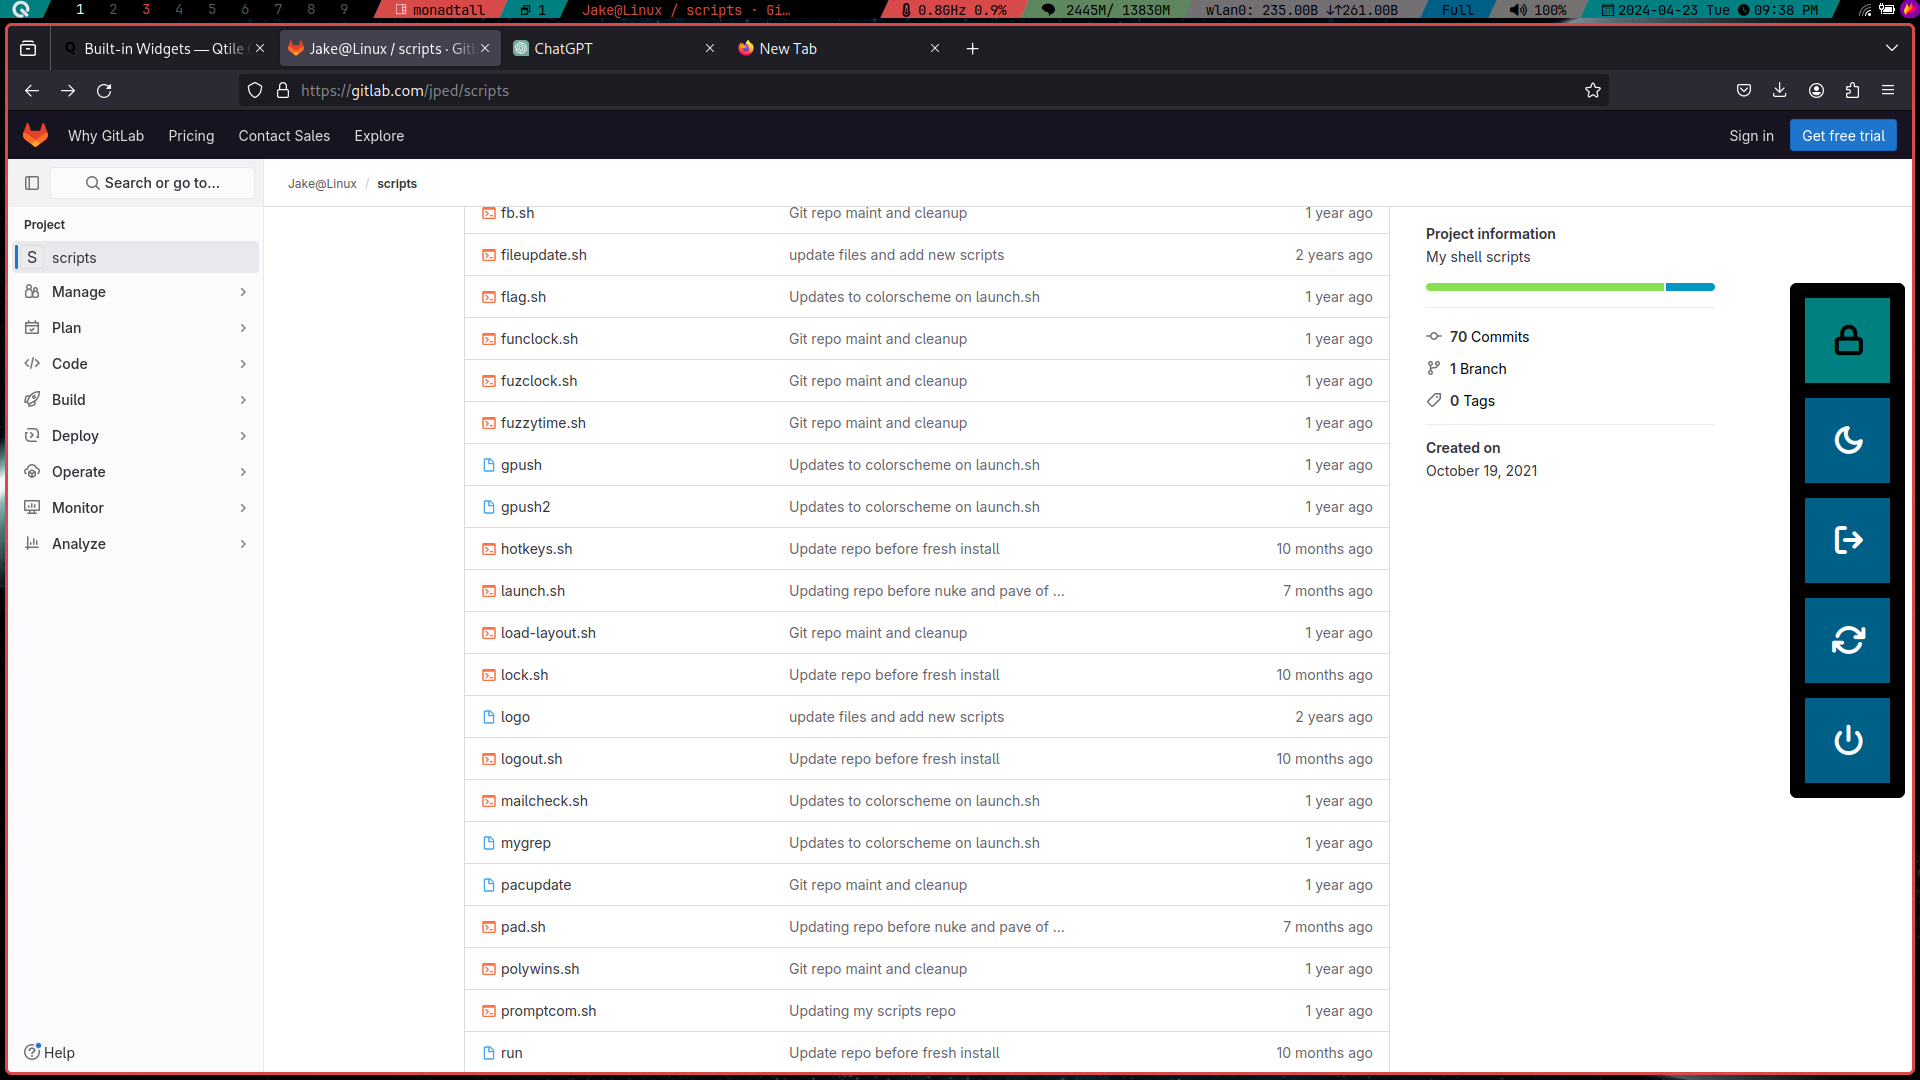 1 2 3 4 5 6 7 8 9 monadtall 1 Jake@Linux / scripts · Gi… 0.8GHz 0.9% 2445M/ 13830M wlan0: 235.00B ↓↑261.00B Full 100% 2024-04-23 Tue 09:38 PM
Built-in Widgets — Qtile Jake@Linux / scripts · Git ChatGPT New Tab
https://gitlab.com/jped/scripts
Why GitLab Pricing Contact Sales Explore Sign in Get free trial
Search or go to... Jake@Linux / scripts
Project
S scripts
Manage
Plan
Code
Build
Deploy
Operate
Monitor
Analyze
Help
fb.sh Git repo maint and cleanup 1 year ago
fileupdate.sh update files and add new scripts 2 years ago
flag.sh Updates to colorscheme on launch.sh 1 year ago
funclock.sh Git repo maint and cleanup 1 year ago
fuzclock.sh Git repo maint and cleanup 1 year ago
fuzzytime.sh Git repo maint and cleanup 1 year ago
gpush Updates to colorscheme on launch.sh 1 year ago
gpush2 Updates to colorscheme on launch.sh 1 year ago
hotkeys.sh Update repo before fresh install 10 months ago
launch.sh Updating repo before nuke and pave of ... 7 months ago
load-layout.sh Git repo maint and cleanup 1 year ago
lock.sh Update repo before fresh install 10 months ago
logo update files and add new scripts 2 years ago
logout.sh Update repo before fresh install 10 months ago
mailcheck.sh Updates to colorscheme on launch.sh 1 year ago
mygrep Updates to colorscheme on launch.sh 1 year ago
pacupdate Git repo maint and cleanup 1 year ago
pad.sh Updating repo before nuke and pave of ... 7 months ago
polywins.sh Git repo maint and cleanup 1 year ago
promptcom.sh Updating my scripts repo 1 year ago
run Update repo before fresh install 10 months ago
Project information
My shell scripts
70 Commits
1 Branch
0 Tags
Created on
October 19, 2021